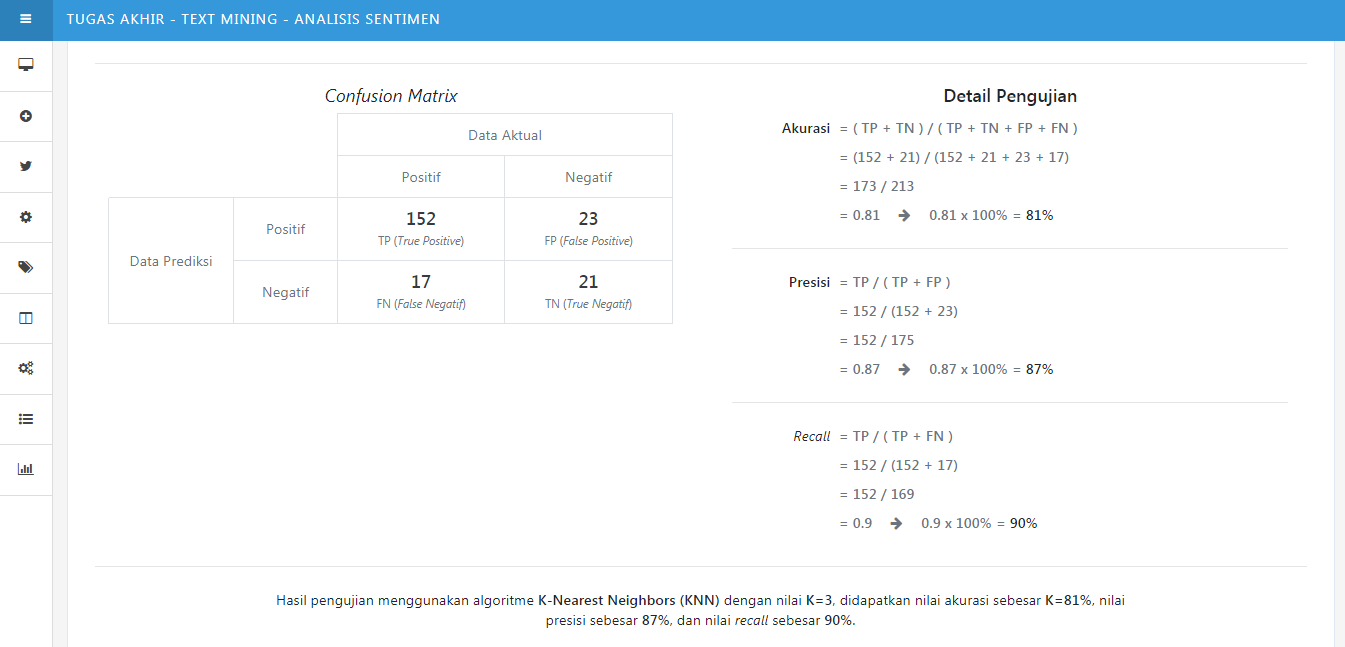 TUGAS AKHIR - TEXT MINING - ANALISIS SENTIMEN
Confusion Matrix
Data Aktual
Positif Negatif
Data Prediksi
Positif
152
TP (True Positive)
23
FP (False Positive)
Negatif
17
FN (False Negatif)
21
TN (True Negatif)
Detail Pengujian
Akurasi = ( TP + TN ) / ( TP + TN + FP + FN )
= (152 + 21) / (152 + 21 + 23 + 17)
= 173 / 213
= 0.81 ➔ 0.81 x 100% = 81%
Presisi = TP / ( TP + FP )
= 152 / (152 + 23)
= 152 / 175
= 0.87 ➔ 0.87 x 100% = 87%
Recall = TP / ( TP + FN )
= 152 / (152 + 17)
= 152 / 169
= 0.9 ➔ 0.9 x 100% = 90%
Hasil pengujian menggunakan algoritme K-Nearest Neighbors (KNN) dengan nilai K=3, didapatkan nilai akurasi sebesar K=81%, nilai
presisi sebesar 87%, dan nilai recall sebesar 90%.